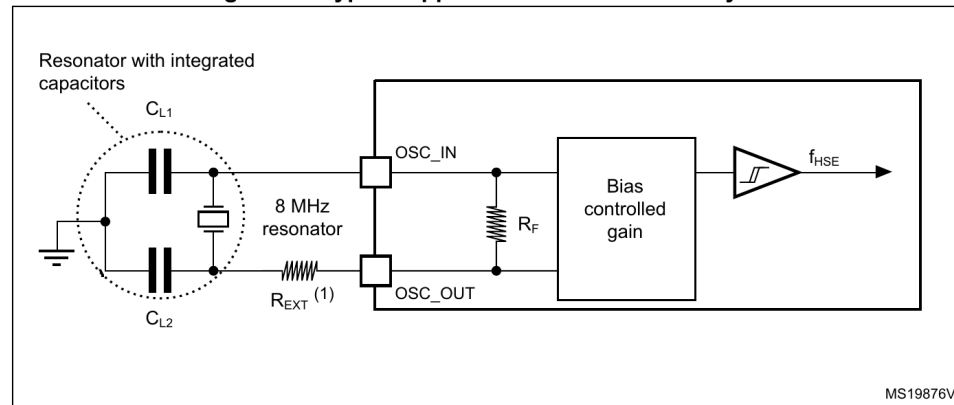 Resonator with integrated
capacitors
CL1
OSC_IN
fHSE
8 MHz
resonator
RF
Bias
controlled
gain
REXT (1)
OSC_OUT
CL2
MS19876V